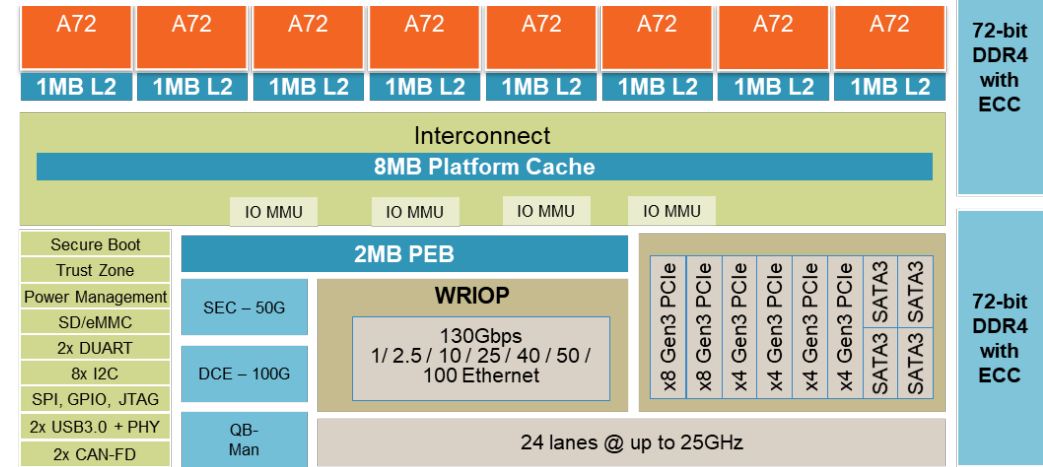 A72 A72 A72 A72 A72 A72 A72 A72
1MB L2 1MB L2 1MB L2 1MB L2 1MB L2 1MB L2 1MB L2 1MB L2
72-bit
DDR4
with
ECC
Interconnect
8MB Platform Cache
IO MMU IO MMU IO MMU IO MMU
Secure Boot
Trust Zone
Power Management
SD/eMMC
2x DUART
8x I2C
SPI, GPIO, JTAG
2x USB3.0 + PHY
2x CAN-FD
2MB PEB
SEC – 50G
DCE – 100G
QB-
Man
WRIOP
130Gbps
1/ 2.5 / 10 / 25 / 40 / 50 /
100 Ethernet
x8 Gen3 PCIe
x8 Gen3 PCIe
x4 Gen3 PCIe
x4 Gen3 PCIe
x4 Gen3 PCIe
x4 Gen3 PCIe
SATA3 SATA3
SATA3 SATA3
24 lanes @ up to 25GHz
72-bit
DDR4
with
ECC